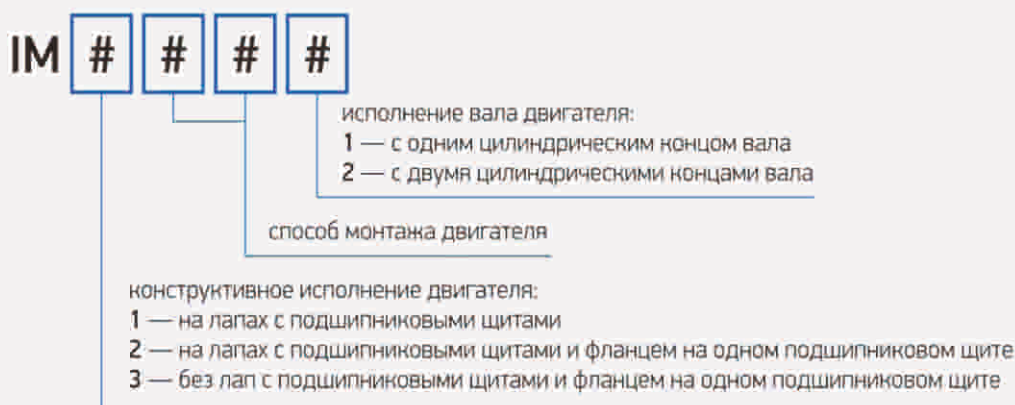 IM # # # #
исполнение вала двигателя:
1 — с одним цилиндрическим концом вала
2 — с двумя цилиндрическими концами вала
способ монтажа двигателя
конструктивное исполнение двигателя:
1 — на лапах с подшипниковыми щитами
2 — на лапах с подшипниковыми щитами и фланцем на одном подшипниковом щите
3 — без лап с подшипниковыми щитами и фланцем на одном подшипниковом щите